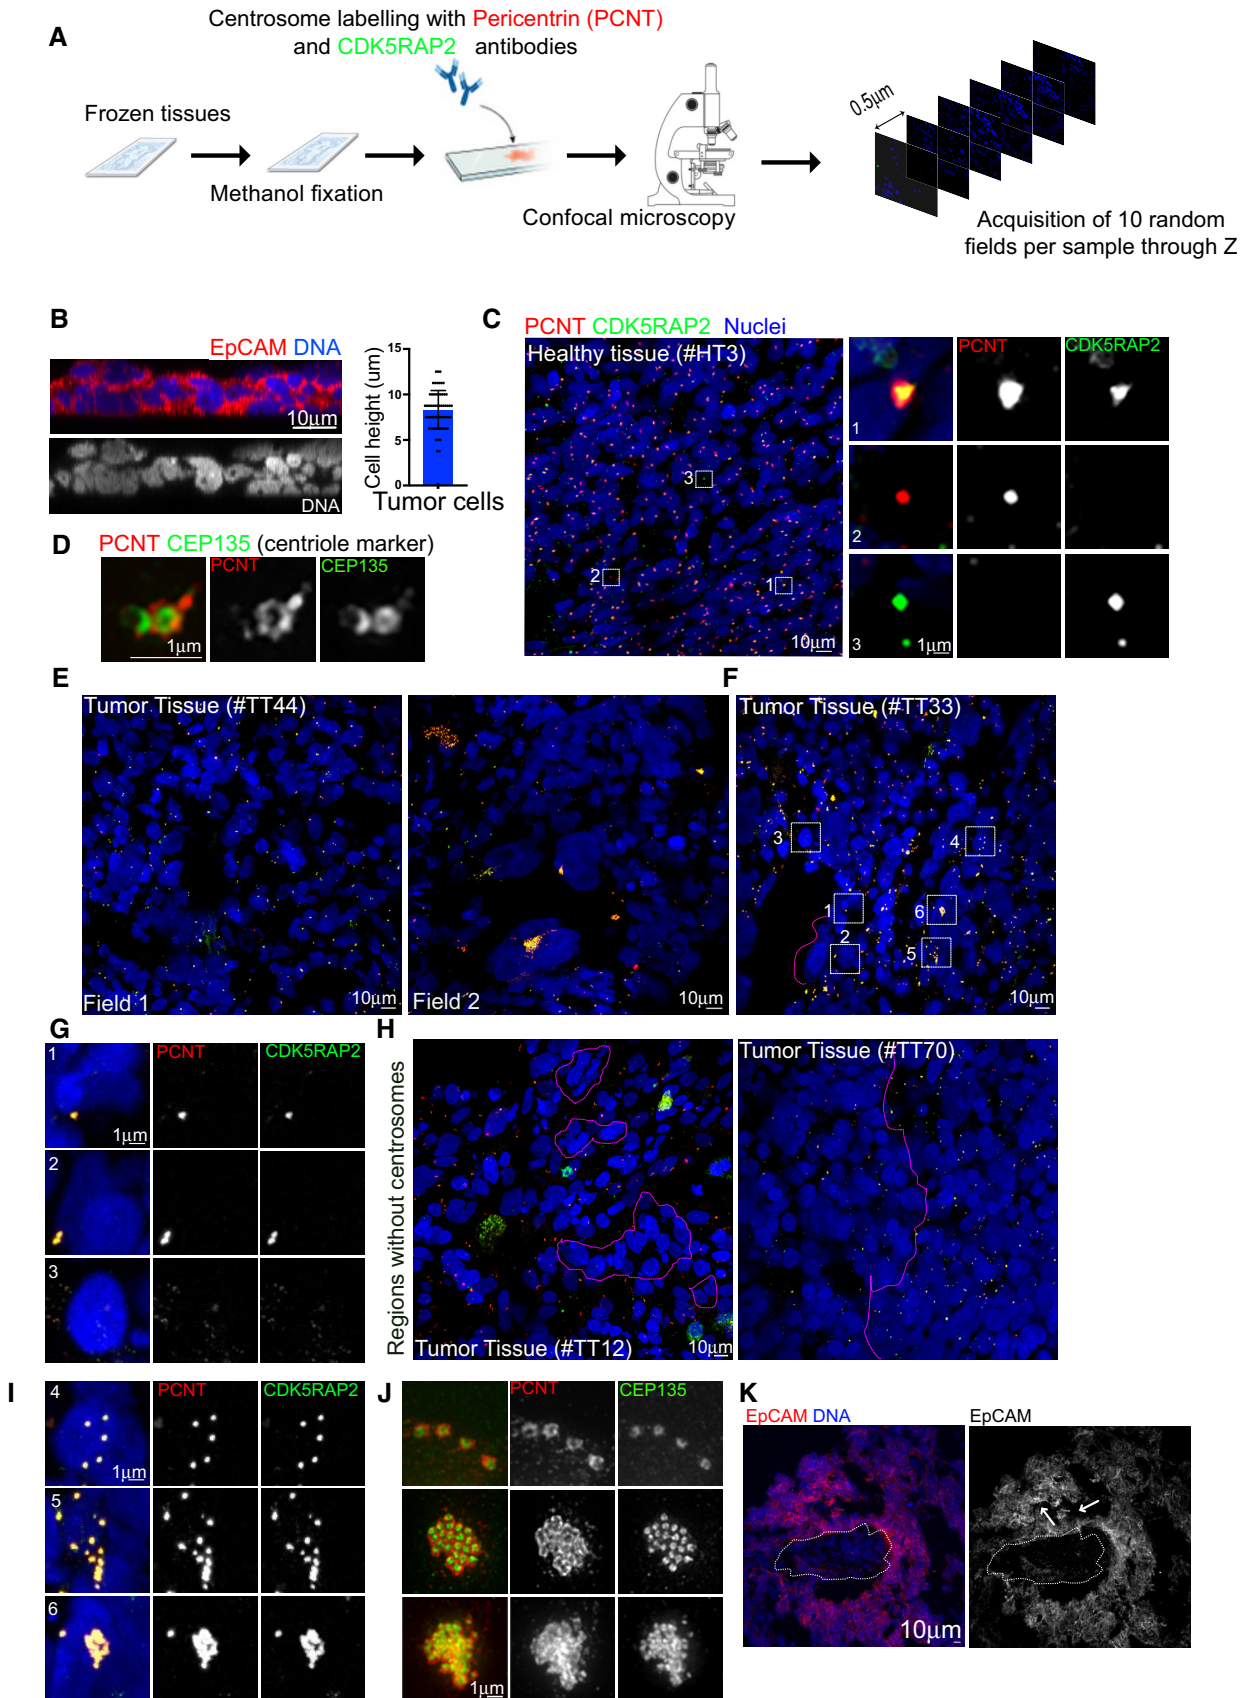 A
Centrosome labelling with Pericentrin (PCNT)
and CDK5RAP2 antibodies
Frozen tissues
Methanol fixation
Confocal microscopy
0.5µm
Acquisition of 10 random
fields per sample through Z
B
EpCAM DNA
10µm
DNA
Cell height (um)
15
10
5
0
Tumor cells
C
PCNT CDK5RAP2 Nuclei
Healthy tissue (#HT3)
3
2
1
10µm
PCNT
CDK5RAP2
1
2
3
1µm
D
PCNT CEP135 (centriole marker)
PCNT
CEP135
1µm
E
Tumor Tissue (#TT44)
Field 1
10µm
Field 2
10µm
F
Tumor Tissue (#TT33)
3
4
1
6
2
5
10µm
G
1
PCNT
CDK5RAP2
1µm
2
3
H
Regions without centrosomes
Tumor Tissue (#TT12)
10µm
Tumor Tissue (#TT70)
10µm
I
4
PCNT
CDK5RAP2
1µm
5
6
J
PCNT
CEP135
1µm
K
EpCAM DNA
EpCAM
10µm